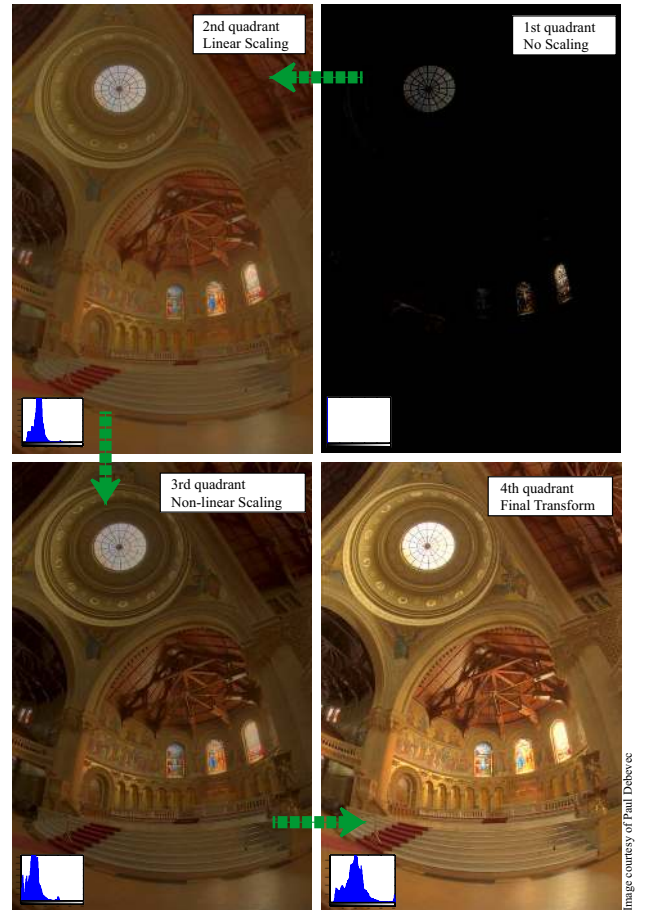 2nd quadrant
Linear Scaling
1st quadrant
No Scaling
3rd quadrant
Non-linear Scaling
4th quadrant
Final Transform
Image courtesy of Paul Debevec